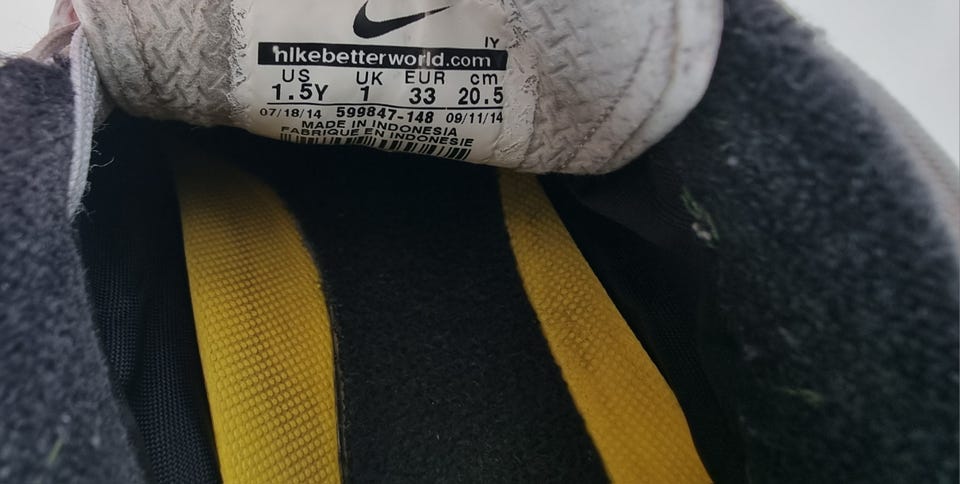 IY
nikebetterworld.com
US UK EUR cm
1.5Y 1 33 20.5
07/18/14 599847-148 09/11/14
MADE IN INDONESIA
FABRIQUE EN INDONESIE